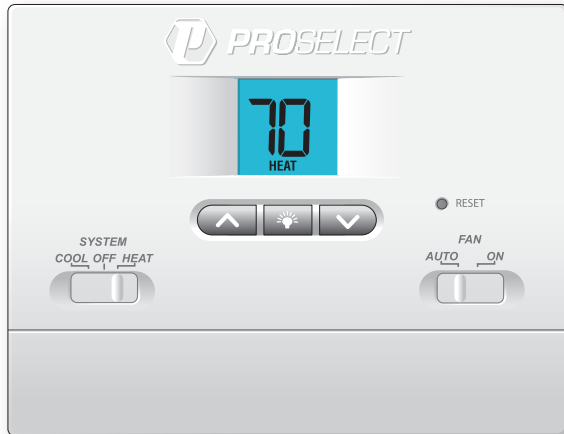 PROSELECT
70
HEAT
RESET
SYSTEM
COOL OFF HEAT
FAN
AUTO ON